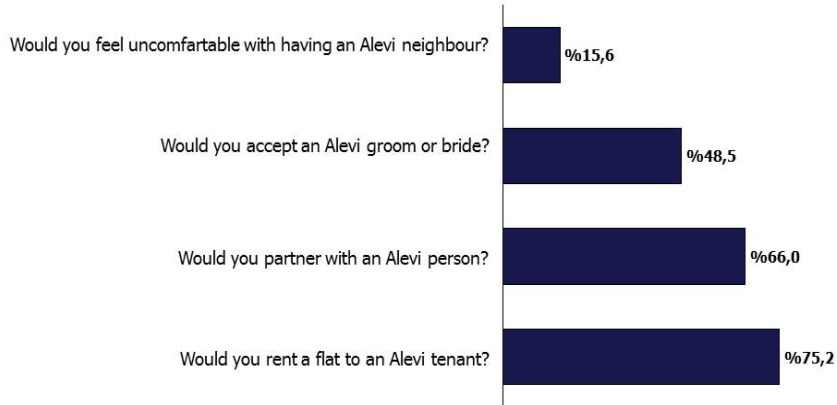 Would you feel uncomfortable with having an Alevi neighbour?
%15,6
Would you accept an Alevi groom or bride?
%48,5
Would you partner with an Alevi person?
%66,0
Would you rent a flat to an Alevi tenant?
%75,2